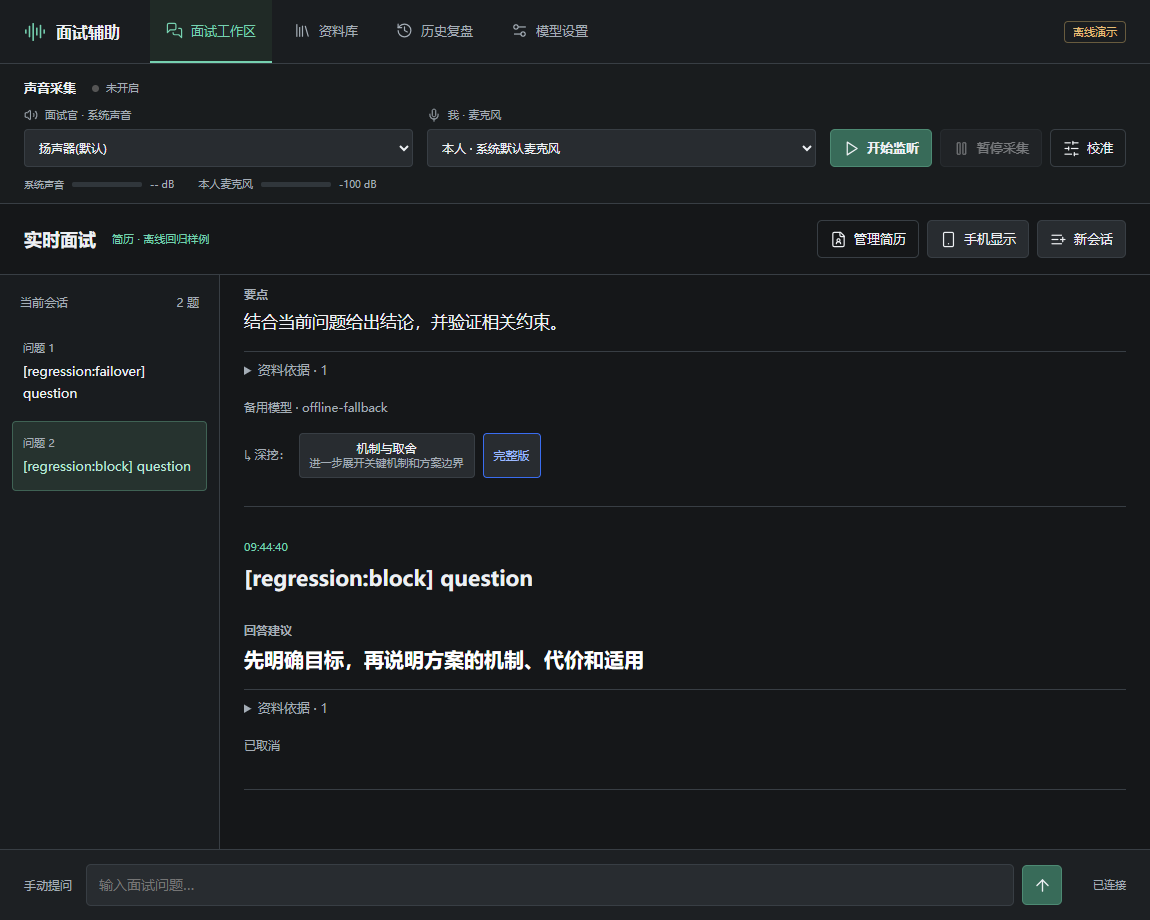 面试辅助
面试工作区
资料库
历史复盘
模型设置
离线演示
声音采集
未开启
面试官 · 系统声音
我 · 麦克风
扬声器(默认)
本人 · 系统默认麦克风
开始监听
暂停采集
校准
系统声音
-- dB
本人麦克风
-100 dB
实时面试
简历 · 离线回归样例
管理简历
手机显示
新会话
当前会话
2 题
问题 1
[regression:failover]
question
问题 2
[regression:block] question
要点
结合当前问题给出结论，并验证相关约束。
资料依据 · 1
备用模型 · offline-fallback
↳ 深挖:
机制与取舍
进一步展开关键机制和方案边界
完整版
09:44:40
[regression:block] question
回答建议
先明确目标，再说明方案的机制、代价和适用
资料依据 · 1
已取消
手动提问
输入面试问题...
已连接